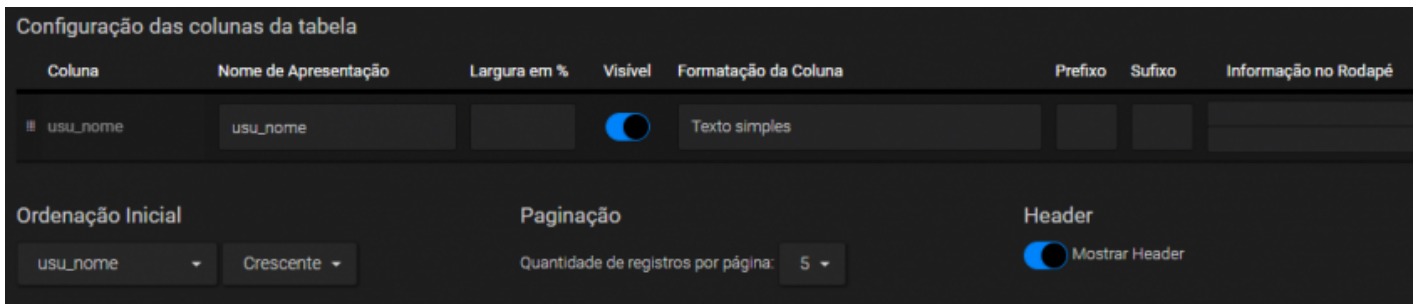 Configuração das colunas da tabela
Coluna Nome de Apresentação Largura em % Visível Formatação da Coluna Prefixo Sufixo Informação no Rodapé
usu_nome usu_nome Texto simples
Ordenação Inicial Paginação Header
usu_nome Crescente Quantidade de registros por página: 5 Mostrar Header